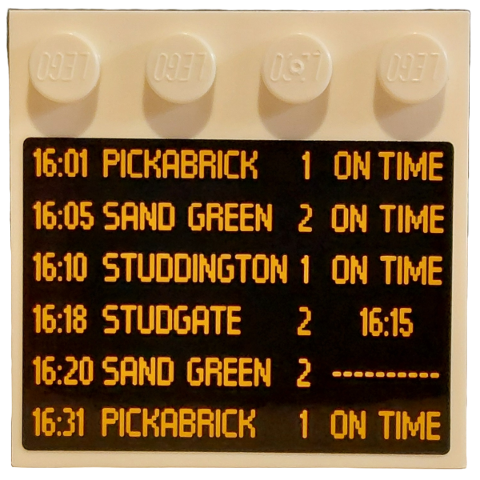 LEGO LEGO LEGO LEGO
16:01 PICKABRICK 1 ON TIME
16:05 SAND GREEN 2 ON TIME
16:10 STUDDINGTON 1 ON TIME
16:18 STUDGATE 2 16:15
16:20 SAND GREEN 2 ----------
16:31 PICKABRICK 1 ON TIME